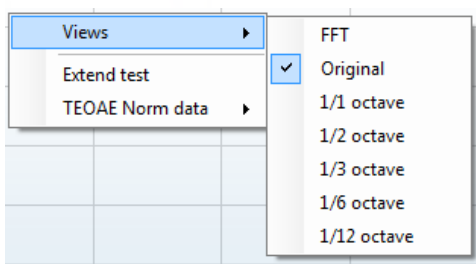 Views
Extend test
TEOAE Norm data
FFT
Original
1/1 octave
1/2 octave
1/3 octave
1/6 octave
1/12 octave